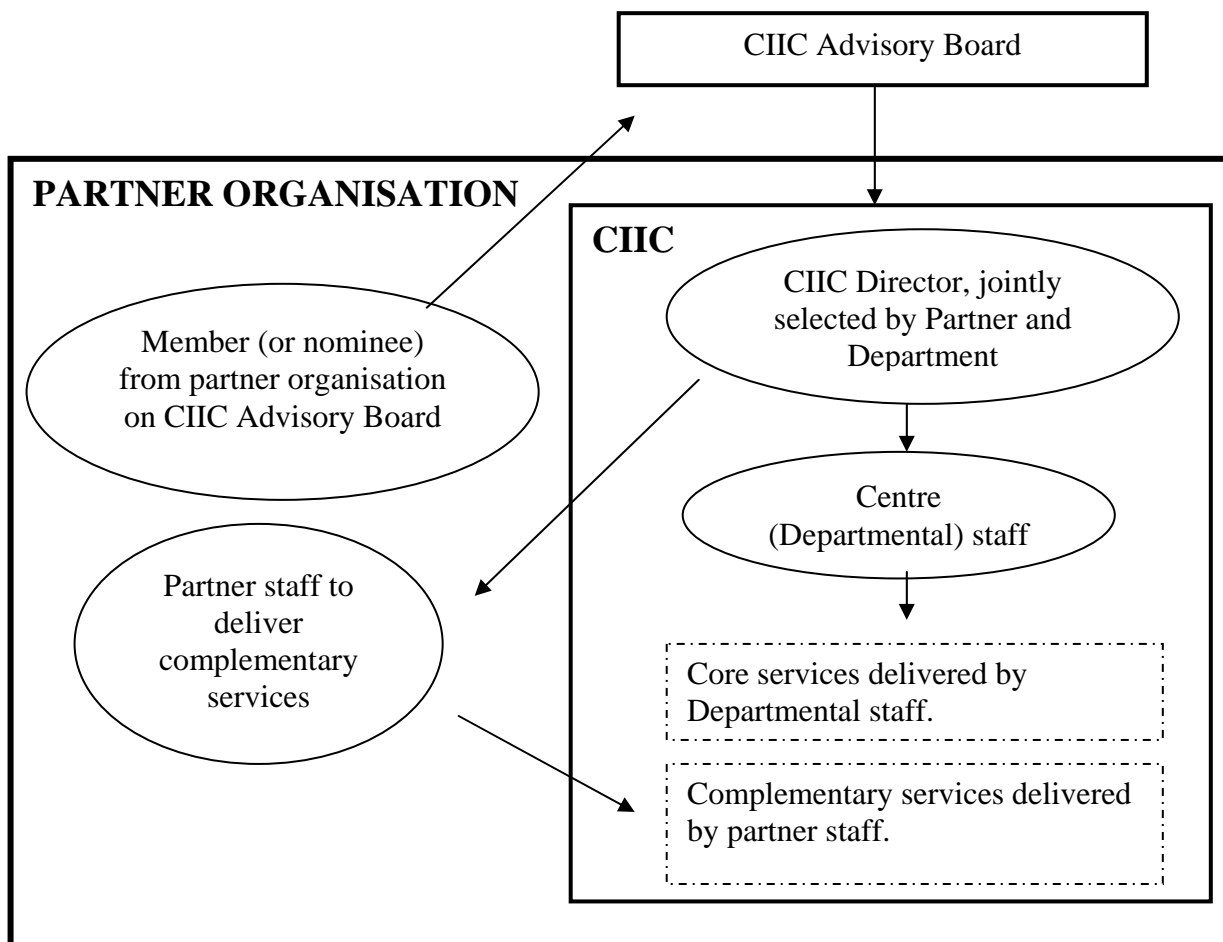 CIIC Advisory Board
PARTNER ORGANISATION
CIIC
CIIC Director, jointly
selected by Partner and
Department
Member (or nominee)
from partner organisation
on CIIC Advisory Board
Centre
(Departmental) staff
Partner staff to
deliver
complementary
services
Core services delivered by
Departmental staff.
Complementary services delivered
by partner staff.